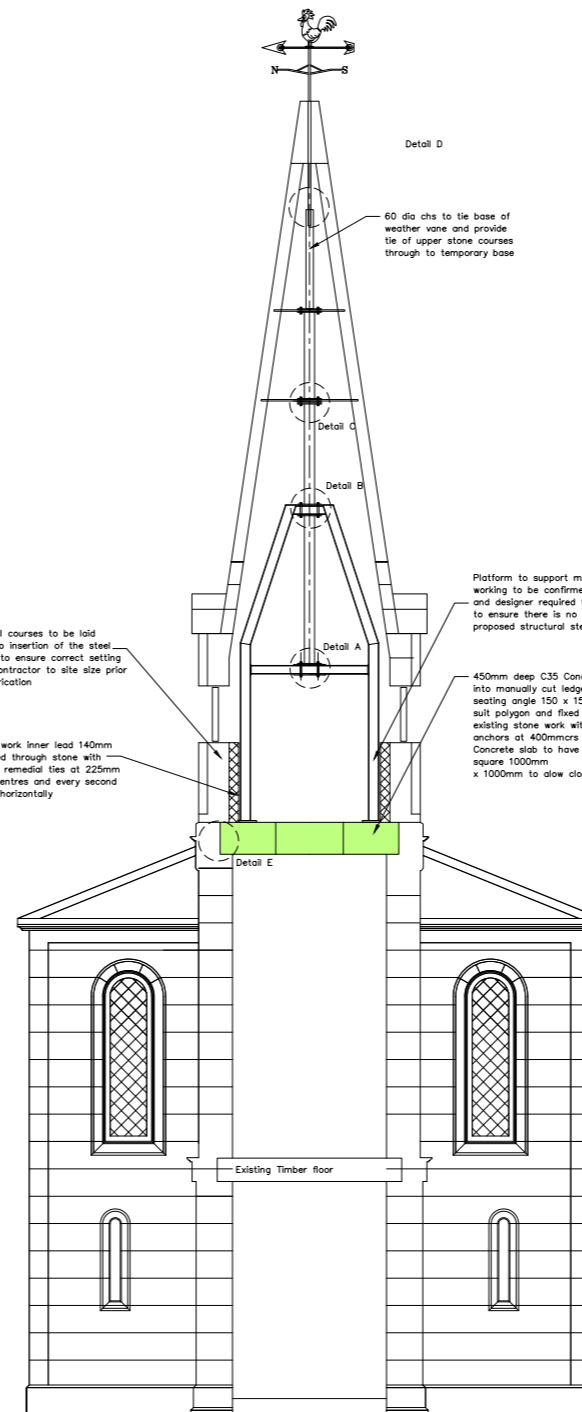 N S
Detail D
60 dia chs to tie base of
weather vane and provide
tie of upper stone courses
through to temporary base
Detail C
Detail B
Platform to support m
working to be confirme
and designer required
to ensure there is no
proposed structural ste
l courses to be laid
o insertion of the steel
to ensure correct setting
ontractor to site size prior
rication
Detail A
450mm deep C35 Conc
into manually cut ledge
seating angle 150 x 15
suit polygon and fixed
existing stone work wit
anchors at 400mmcrs
Concrete slab to have
square 1000mm
x 1000mm to alow clo
work inner lead 140mm
ed through stone with
remedial ties at 225mm
entres and every second
horizontally
Detail E
Existing Timber floor